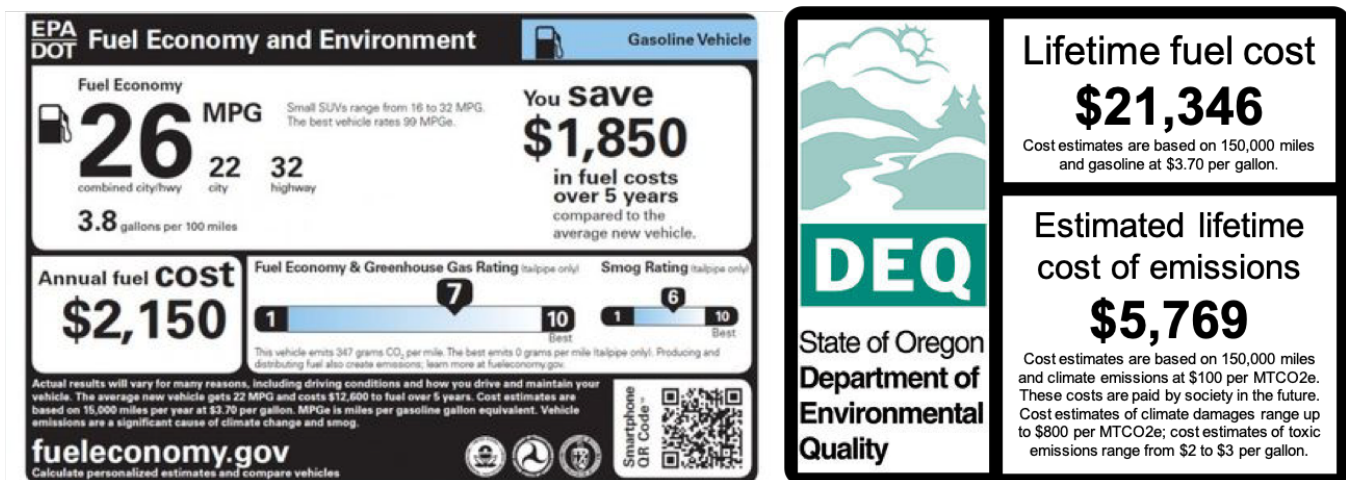 EPA
DOT
Fuel Economy and Environment
Gasoline Vehicle
Fuel Economy
26 MPG
combined city/hwy
22
city
32
highway
Small SUVs range from 16 to 32 MPG.
The best vehicle rates 99 MPGe.
3.8 gallons per 100 miles
You save
$1,850
in fuel costs
over 5 years
compared to the
average new vehicle.
Annual fuel cost
$2,150
Fuel Economy & Greenhouse Gas Rating (tailpipe only)
1
7
10
Best
Smog Rating (tailpipe only)
1
6
10
Best
This vehicle emits 347 grams CO₂ per mile. The best emits 0 grams per mile (tailpipe only). Producing and
distributing fuel also create emissions; learn more at fueleconomy.gov.
Actual results will vary for many reasons, including driving conditions and how you drive and maintain your
vehicle. The average new vehicle gets 22 MPG and costs $12,600 to fuel over 5 years. Cost estimates are
based on 15,000 miles per year at $3.70 per gallon. MPGe is miles per gasoline gallon equivalent. Vehicle
emissions are a significant cause of climate change and smog.
fueleconomy.gov
Calculate personalized estimates and compare vehicles
Smartphone
QR Code™
DEQ
State of Oregon
Department of
Environmental
Quality
Lifetime fuel cost
$21,346
Cost estimates are based on 150,000 miles
and gasoline at $3.70 per gallon.
Estimated lifetime
cost of emissions
$5,769
Cost estimates are based on 150,000 miles
and climate emissions at $100 per MTCO2e.
These costs are paid by society in the future.
Cost estimates of climate damages range up
to $800 per MTCO2e; cost estimates of toxic
emissions range from $2 to $3 per gallon.